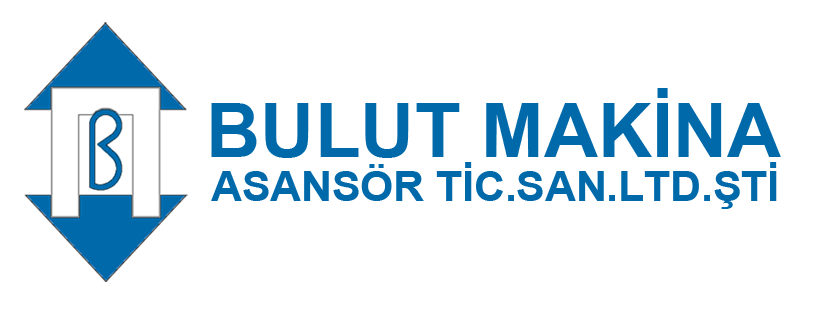 B
BULUT MAKİNA
ASANSÖR TİC.SAN.LTD.ŞTİ